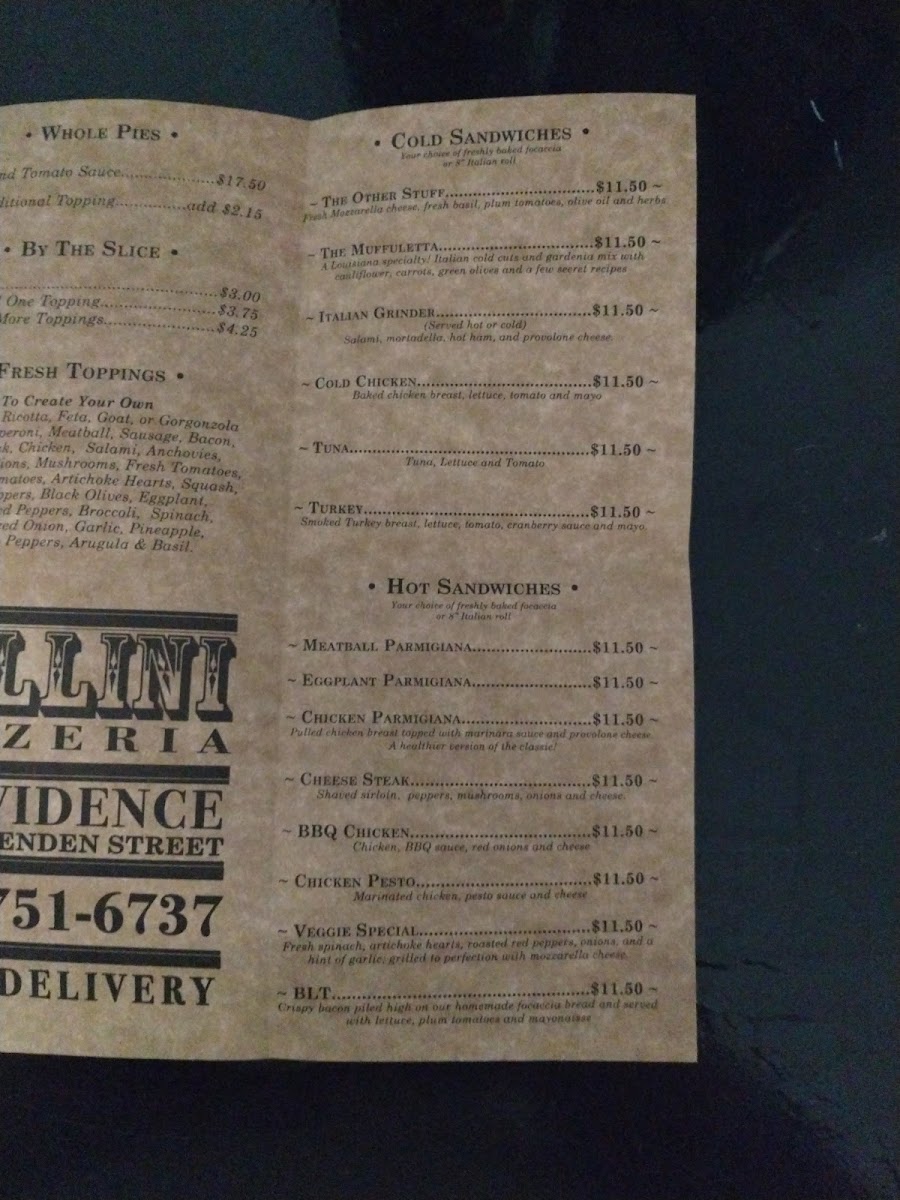 • Whole Pies •
nd Tomato Sauce....................$17.50
ditional Topping...............add $2.15
• By The Slice •
$3.00
One Topping.......................$3.75
More Toppings....................$4.25
Fresh Toppings •
To Create Your Own
Ricotta, Feta, Goat, or Gorgonzola
peroni, Meatball, Sausage, Bacon,
k, Chicken, Salami, Anchovies,
ions, Mushrooms, Fresh Tomatoes,
matoes, Artichoke Hearts, Squash,
ppers, Black Olives, Eggplant,
ed Peppers, Broccoli, Spinach,
red Onion, Garlic, Pineapple,
Peppers, Arugula & Basil.
LLINI
ZERIA
VIDENCE
ENDEN STREET
751-6737
DELIVERY
• Cold Sandwiches •
Your choice of freshly baked focaccia
or 8" Italian roll
~ The Other Stuff..............................$11.50 ~
Fresh Mozzarella cheese, fresh basil, plum tomatoes, olive oil and herbs
~ The Muffuletta..............................$11.50 ~
A Louisiana specialty! Italian cold cuts and gardenia mix with
cauliflower, carrots, green olives and a few secret recipes
~ Italian Grinder..............................$11.50 ~
(Served hot or cold)
Salami, mortadella, hot ham, and provolone cheese.
~ Cold Chicken..............................$11.50 ~
Baked chicken breast, lettuce, tomato and mayo
~ Tuna..............................$11.50 ~
Tuna, Lettuce and Tomato
~ Turkey..............................$11.50 ~
Smoked Turkey breast, lettuce, tomato, cranberry sauce and mayo.
• Hot Sandwiches •
Your choice of freshly baked focaccia
or 8" Italian roll
~ Meatball Parmigiana.......................$11.50 ~
~ Eggplant Parmigiana.......................$11.50 ~
~ Chicken Parmigiana.......................$11.50 ~
Pulled chicken breast topped with marinara sauce and provolone cheese.
A healthier version of the classic!
~ Cheese Steak..............................$11.50 ~
Shaved sirloin, peppers, mushrooms, onions and cheese.
~ BBQ Chicken..............................$11.50 ~
Chicken, BBQ sauce, red onions and cheese
~ Chicken Pesto..............................$11.50 ~
Marinated chicken, pesto sauce and cheese
~ Veggie Special..............................$11.50 ~
Fresh spinach, artichoke hearts, roasted red peppers, onions, and a
hint of garlic, grilled to perfection with mozzarella cheese.
~ BLT..............................$11.50 ~
Crispy bacon piled high on our homemade focaccia bread and served
with lettuce, plum tomatoes and mayonaisse